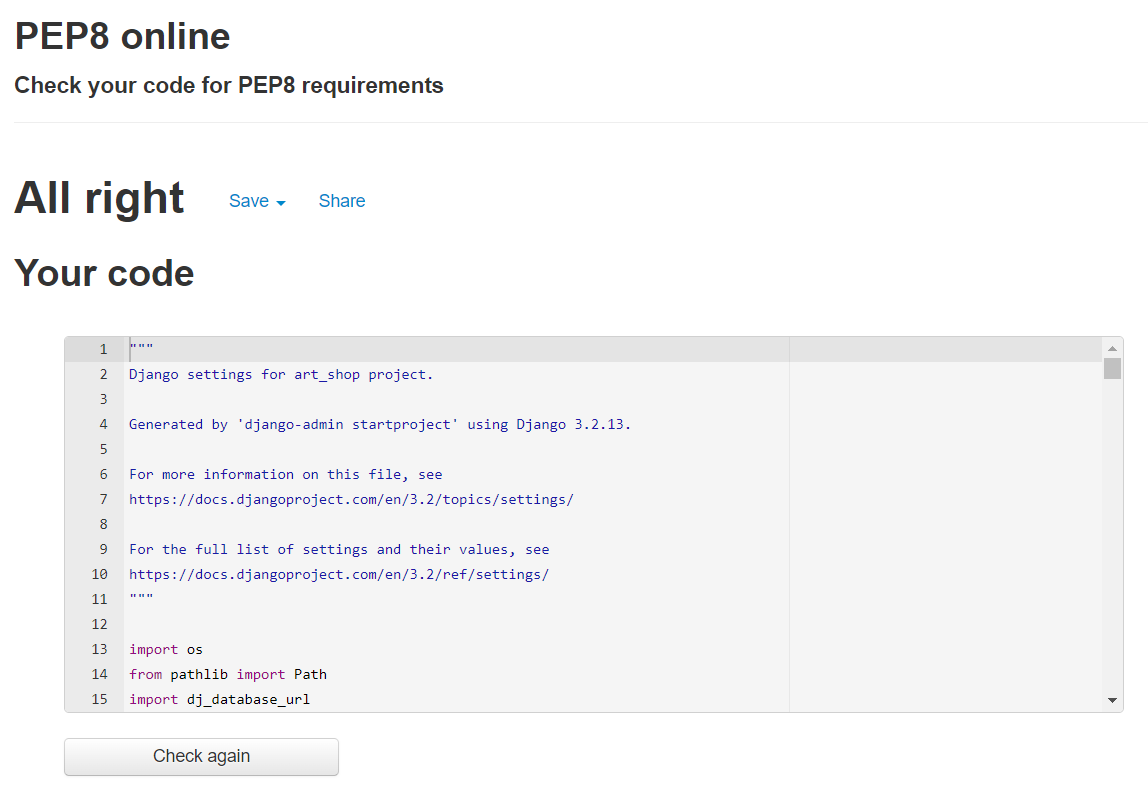 PEP8 online
Check your code for PEP8 requirements
All right Save Share
Your code
1 """
2 Django settings for art_shop project.
3
4 Generated by 'django-admin startproject' using Django 3.2.13.
5
6 For more information on this file, see
7 https://docs.djangoproject.com/en/3.2/topics/settings/
8
9 For the full list of settings and their values, see
10 https://docs.djangoproject.com/en/3.2/ref/settings/
11 """
12
13 import os
14 from pathlib import Path
15 import dj_database_url
Check again